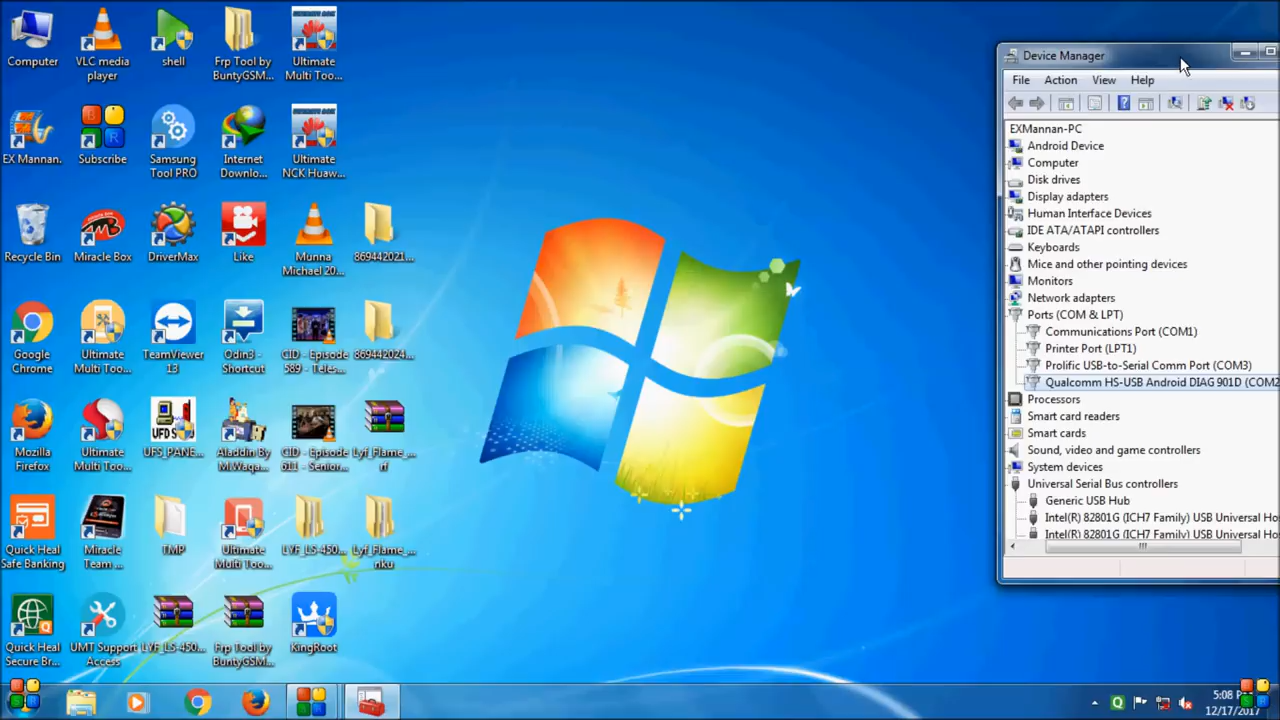 Computer
VLC media
player
shell
Frp Tool by
BuntyGSM...
Ultimate
Multi Too...
EX Mannan.
Subscribe
Samsung
Tool PRO
Internet
Downlo...
Ultimate
NCK Huaw...
Recycle Bin
Miracle Box
DriverMax
Like
Munna
Michael 20...
869442021...
Google
Chrome
Ultimate
Multi Too...
TeamViewer
13
Odin3 -
Shortcut
CID - Episode
589 - Teles...
869442024...
Mozilla
Firefox
Ultimate
Multi Too...
UFS_PANE...
Aladdin By
M.Waqa...
CID - Episode
611 - Senior...
Lyf_Flame_...
rf
Quick Heal
Safe Banking
Miracle
Team ...
TMP
Ultimate
Multi Too...
LYF_LS-450...
Lyf_Flame_...
nku
Quick Heal
Secure Br...
UMT Support
Access
LYF_LS-450...
Frp Tool by
BuntyGSM...
KingRoot
Device Manager
File Action View Help
EXMannan-PC
Android Device
Computer
Disk drives
Display adapters
Human Interface Devices
IDE ATA/ATAPI controllers
Keyboards
Mice and other pointing devices
Monitors
Network adapters
Ports (COM & LPT)
Communications Port (COM1)
Printer Port (LPT1)
Prolific USB-to-Serial Comm Port (COM3)
Qualcomm HS-USB Android DIAG 901D (COM2
Processors
Smart card readers
Smart cards
Sound, video and game controllers
System devices
Universal Serial Bus controllers
Generic USB Hub
Intel(R) 82801G (ICH7 Family) USB Universal Ho
Intel(R) 82801G (ICH7 Family) USB Universal Ho
5:08 P
12/17/2017